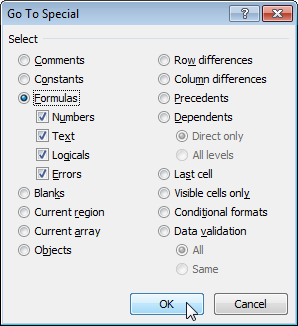 Go To Special
Select
Comments
Constants
Formulas
Numbers
Text
Logicals
Errors
Blanks
Current region
Current array
Objects
Row differences
Column differences
Precedents
Dependents
Direct only
All levels
Last cell
Visible cells only
Conditional formats
Data validation
All
Same
OK
Cancel